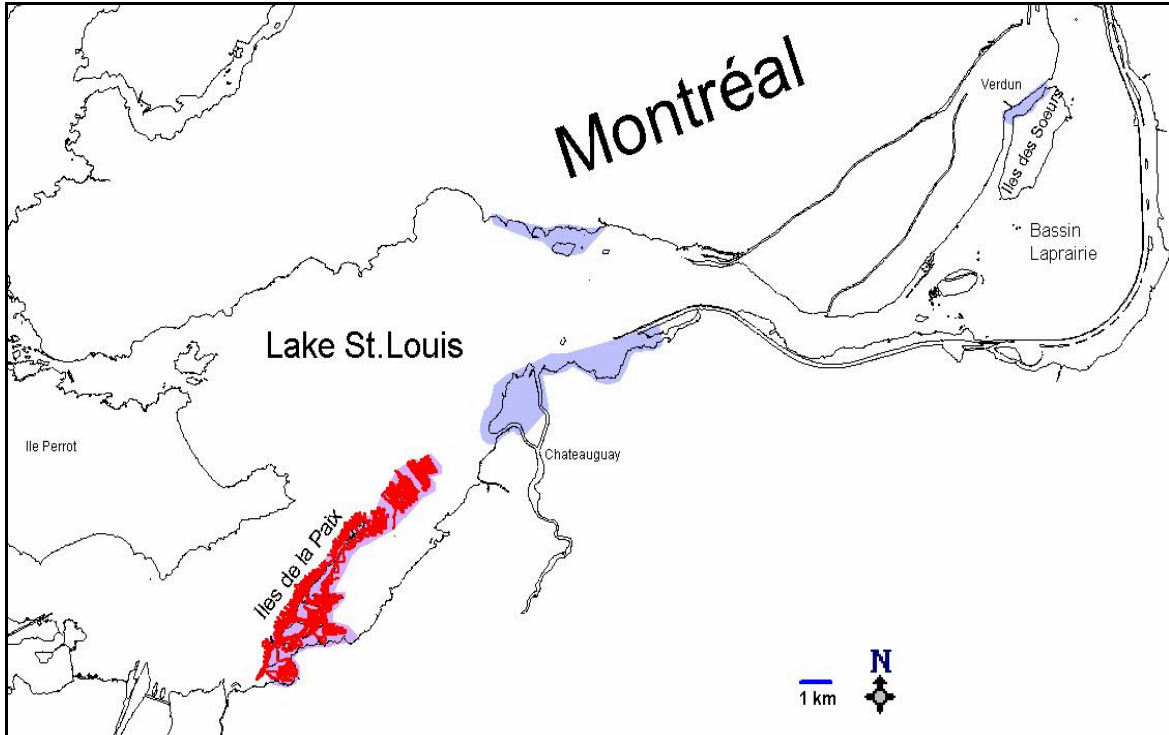 Montréal
Verdun
Iles des Soeurs
Bassin
Laprairie
Lake St.Louis
Ile Perrot
Chateauguay
Iles de la Paix
N
1 km